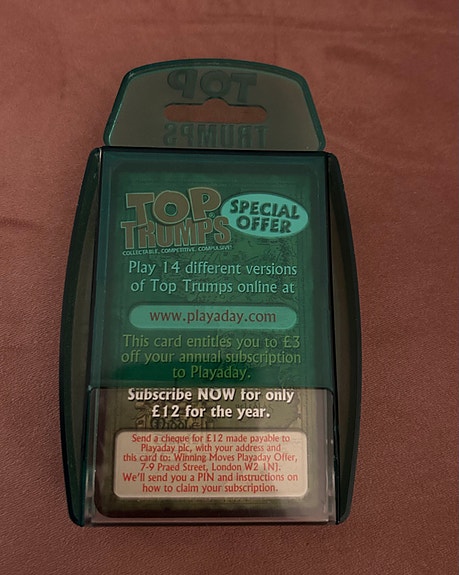 TOP
TRUMPS
TOP
TRUMPS®
COLLECTABLE. COMPETITIVE. COMPULSIVE!
SPECIAL
OFFER
Play 14 different versions
of Top Trumps online at
www.playaday.com
This card entitles you to £3
off your annual subscription
to Playaday.
Subscribe NOW for only
£12 for the year.
Send a cheque for £12 made payable to
Playaday plc, with your address and
this card to: Winning Moves Playaday Offer,
7-9 Praed Street, London W2 1NJ.
We'll send you a PIN and instructions on
how to claim your subscription.